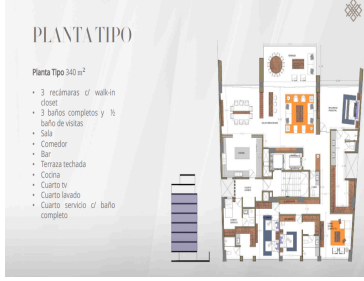 PLANTA TIPO
Planta Tipo 340 m²
• 3 recámaras c/ walk-in
closet
• 3 baños completos y ½
baño de visitas
• Sala
• Comedor
• Bar
• Terraza techada
• Cocina
• Cuarto tv
• Cuarto lavado
• Cuarto servicio c/ baño
completo